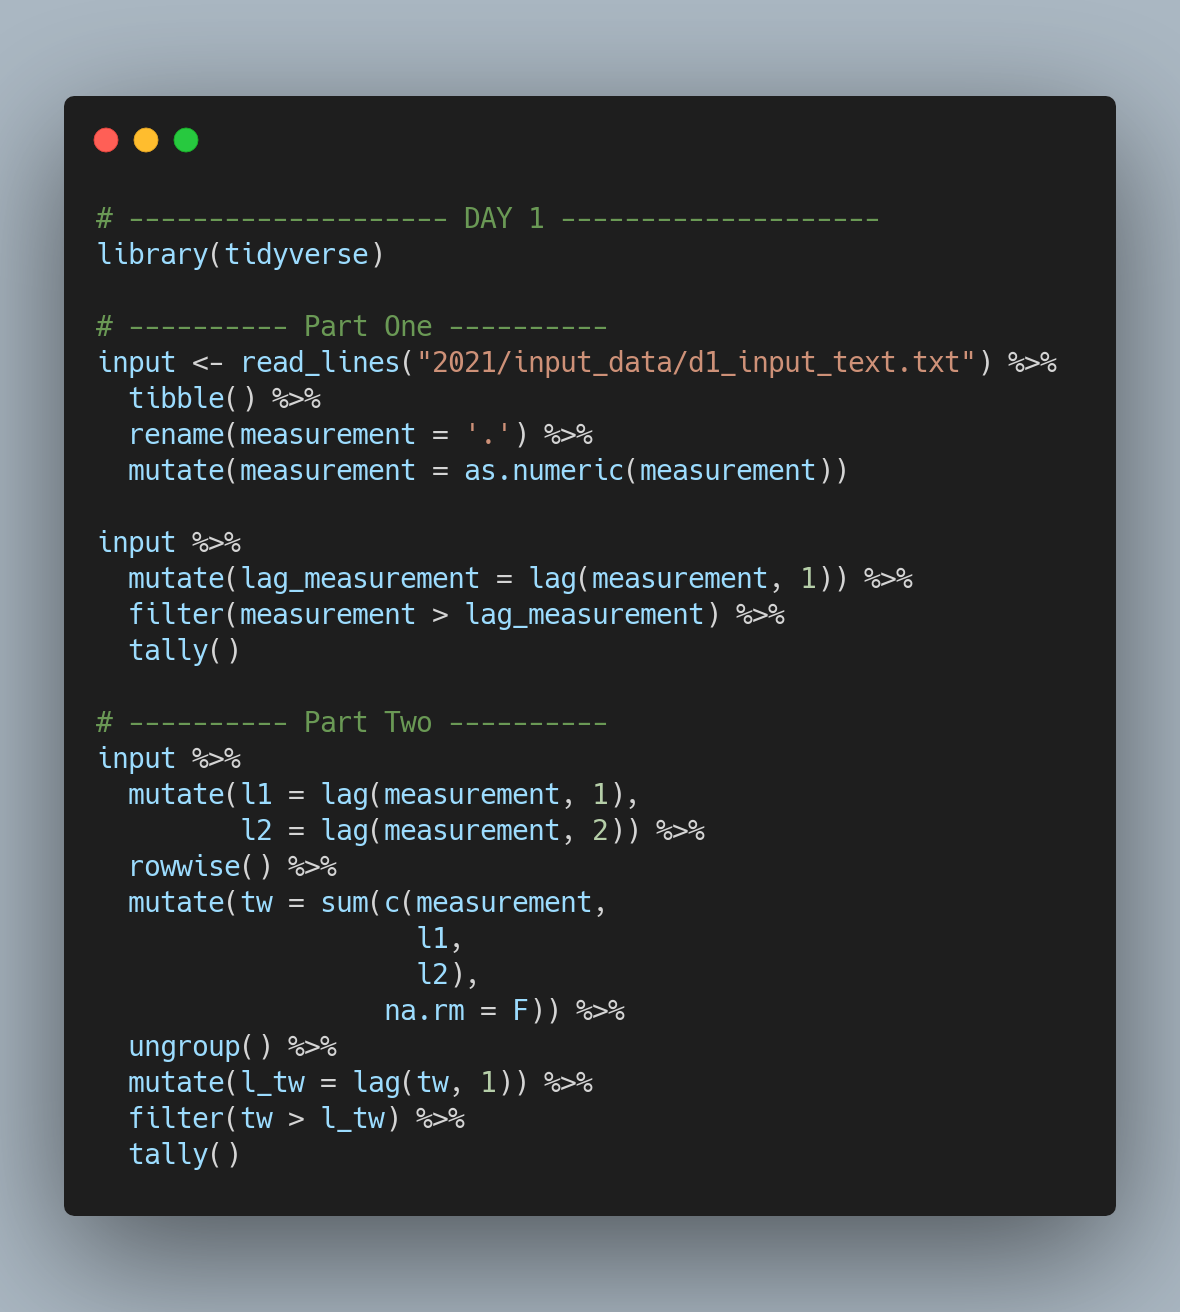 # -------------------- DAY 1 --------------------
library(tidyverse)

# ---------- Part One ----------
input <- read_lines("2021/input_data/d1_input_text.txt") %>%
  tibble() %>%
  rename(measurement = '.') %>%
  mutate(measurement = as.numeric(measurement))

input %>%
  mutate(lag_measurement = lag(measurement, 1)) %>%
  filter(measurement > lag_measurement) %>%
  tally()

# ---------- Part Two ----------
input %>%
  mutate(l1 = lag(measurement, 1),
         l2 = lag(measurement, 2)) %>%
  rowwise() %>%
  mutate(tw = sum(c(measurement,
                    l1,
                    l2),
                  na.rm = F)) %>%
  ungroup() %>%
  mutate(l_tw = lag(tw, 1)) %>%
  filter(tw > l_tw) %>%
  tally()